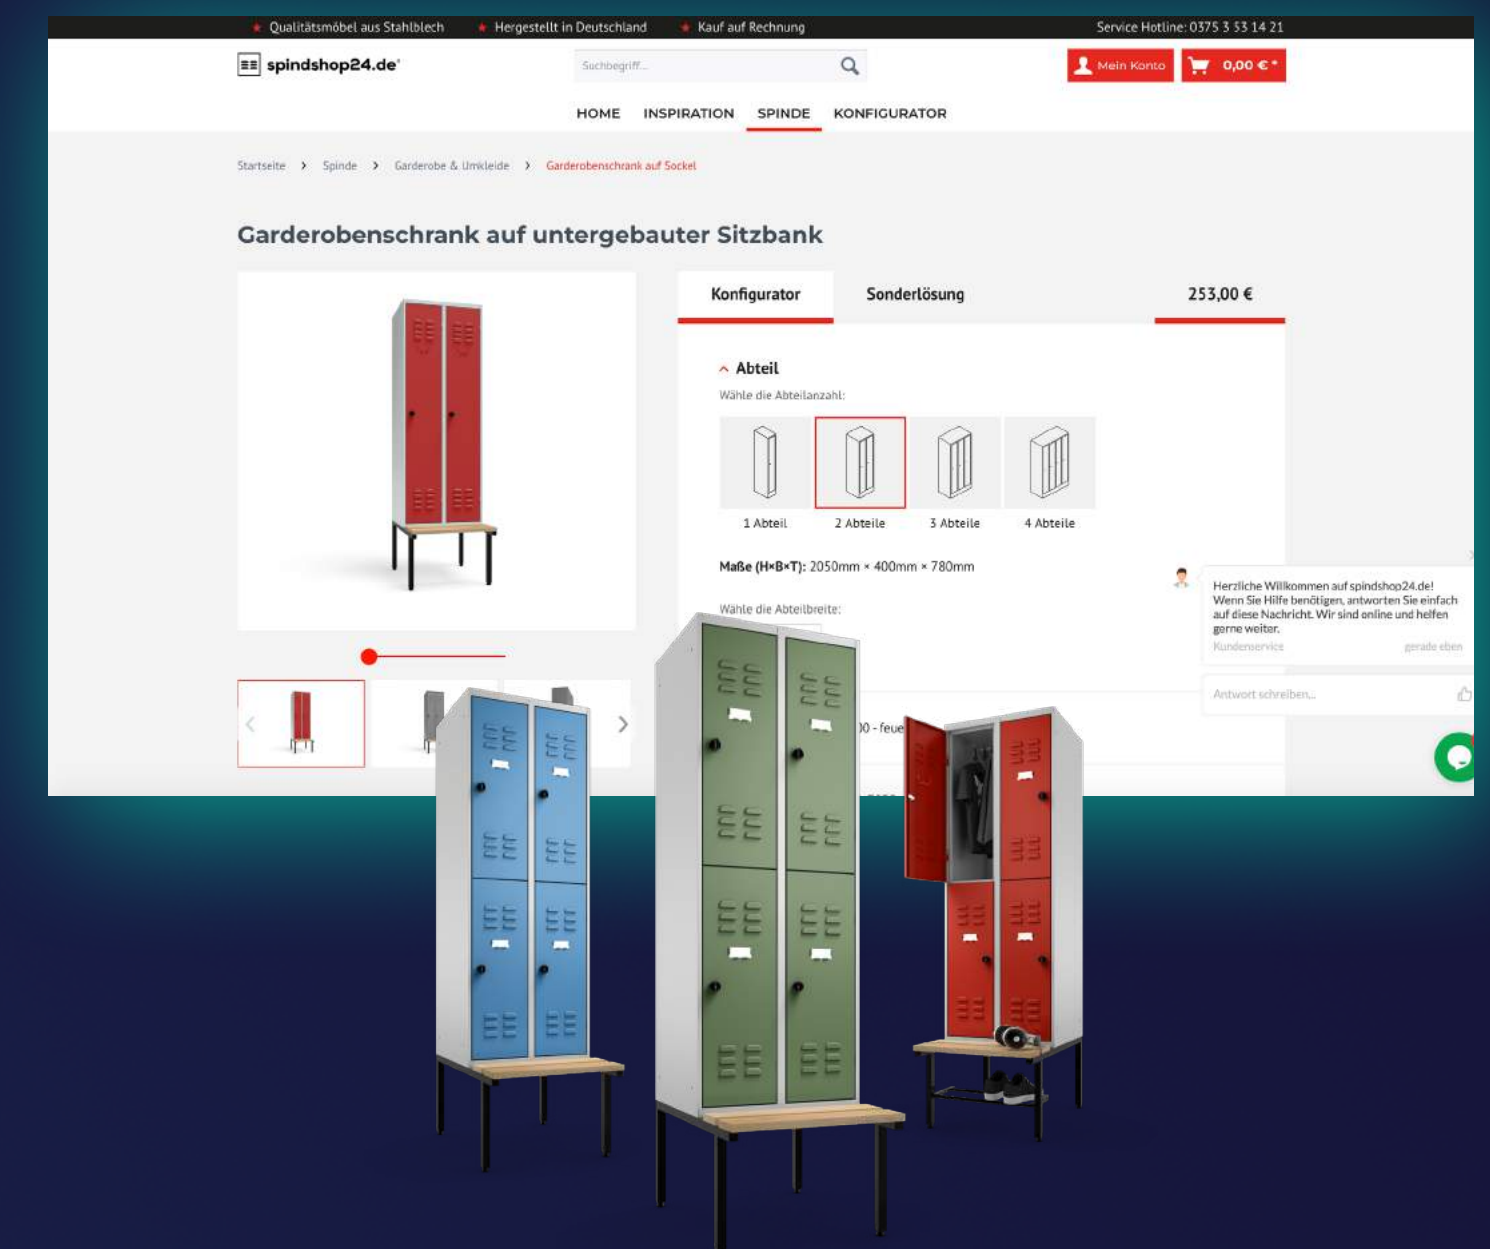 Qualitätsmöbel aus Stahlblech
Hergestellt in Deutschland
Kauf auf Rechnung
Service Hotline: 0375 3 53 14 21
spindshop24.de
Suchbegriff...
Mein Konto
0,00 € *
HOME
INSPIRATION
SPINDE
KONFIGURATOR
Startseite
Spinde
Garderobe & Umkleide
Garderobenschrank auf Sockel
Garderobenschrank auf untergebauter Sitzbank
Konfigurator
Sonderlösung
253,00 €
Abteil
Wähle die Abteilanzahl:
1 Abteil
2 Abteile
3 Abteile
4 Abteile
Maße (H×B×T): 2050mm × 400mm × 780mm
Wähle die Abteilbreite:
Herzliche Willkommen auf spindshop24.de!
Wenn Sie Hilfe benötigen, antworten Sie einfach
auf diese Nachricht. Wir sind online und helfen
gerne weiter.
Kundenservice
gerade eben
Antwort schreiben...
- feue